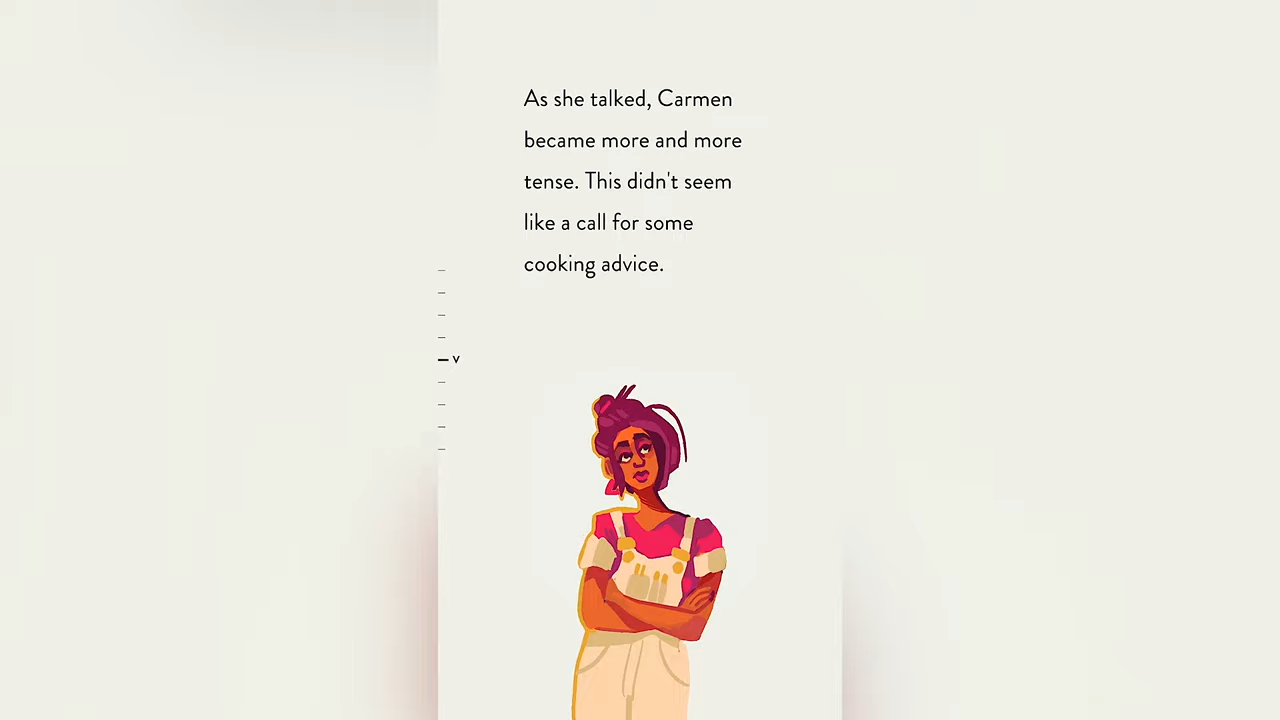 As she talked, Carmen
became more and more
tense. This didn't seem
like a call for some
cooking advice.
v